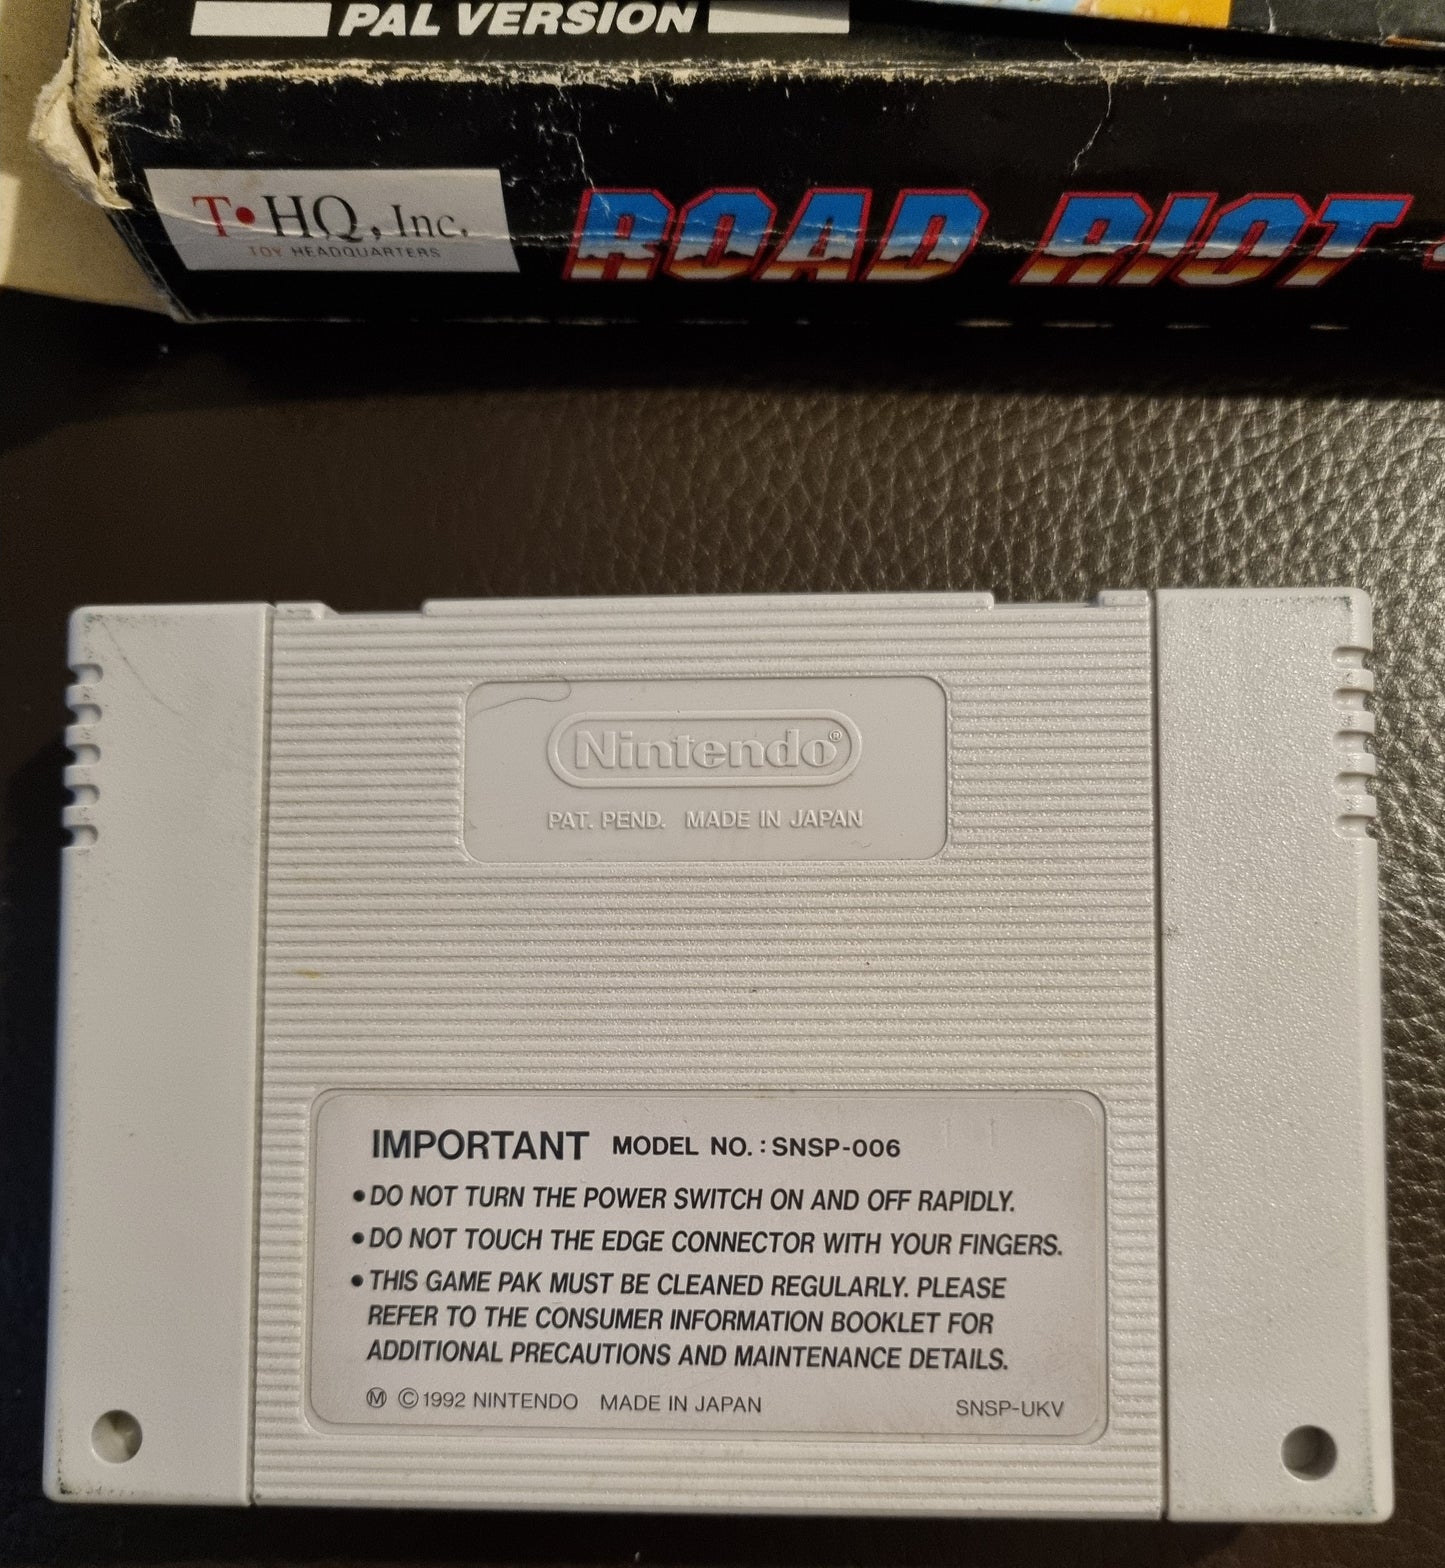 PAL VERSION
T•HQ, Inc.
TOY HEADQUARTERS
ROAD RIOT
Nintendo®
PAT. PEND. MADE IN JAPAN
IMPORTANT MODEL NO.: SNSP-006
•DO NOT TURN THE POWER SWITCH ON AND OFF RAPIDLY.
•DO NOT TOUCH THE EDGE CONNECTOR WITH YOUR FINGERS.
•THIS GAME PAK MUST BE CLEANED REGULARLY. PLEASE
REFER TO THE CONSUMER INFORMATION BOOKLET FOR
ADDITIONAL PRECAUTIONS AND MAINTENANCE DETAILS.
Ⓜ ©1992 NINTENDO MADE IN JAPAN SNSP-UKV